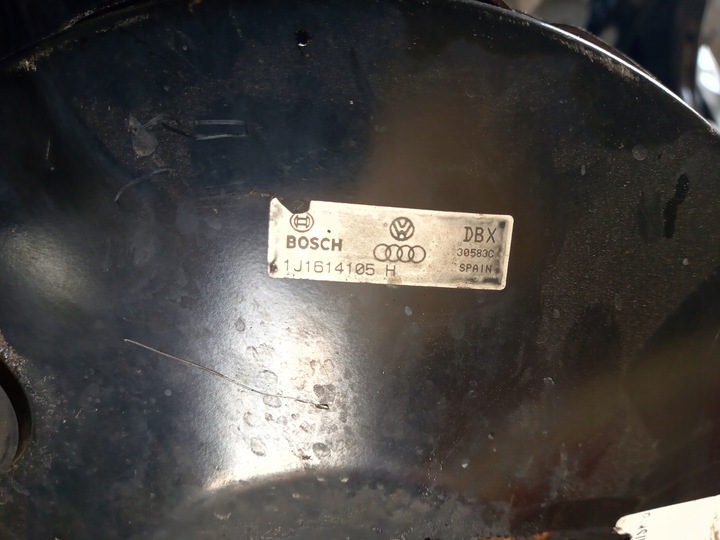 BOSCH
DBX
30583C
1J1614105 H
SPAIN